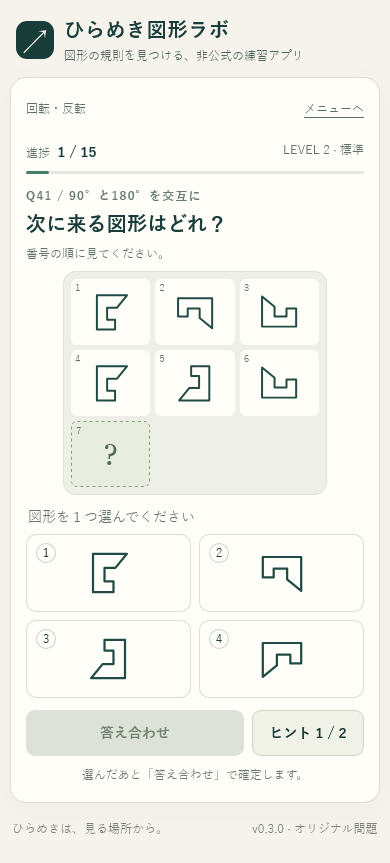 ひらめき図形ラボ
図形の規則を見つける、非公式の練習アプリ
回転・反転
メニューへ
進捗 1 / 15
LEVEL 2 · 標準
Q41 / 90°と180°を交互に
次に来る図形はどれ？
番号の順に見てください。
1 2 3
4 5 6
7
?
図形を1つ選んでください
1 2
3 4
答え合わせ
ヒント 1 / 2
選んだあと「答え合わせ」で確定します。
ひらめきは、見る場所から。
v0.3.0 · オリジナル問題